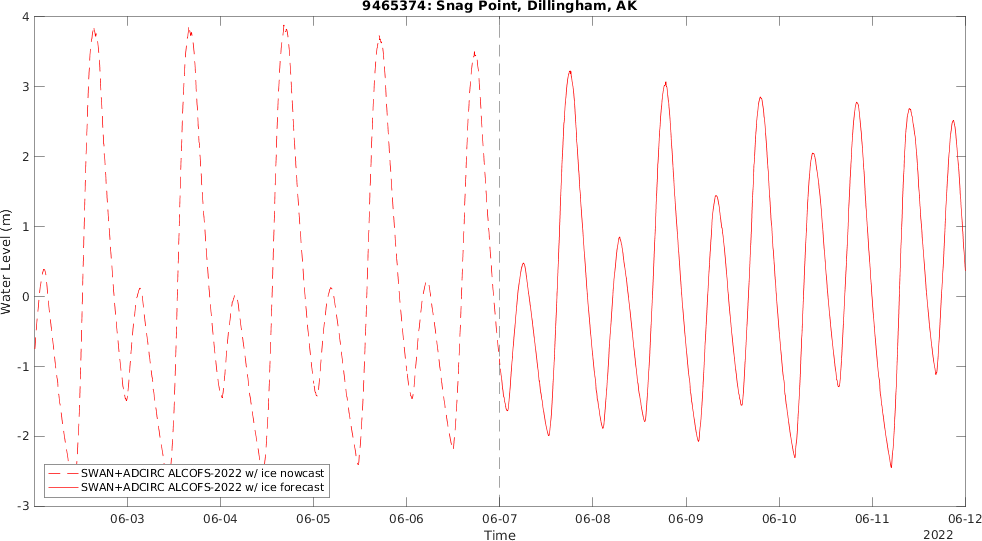 9465374: Snag Point, Dillingham, AK
Water Level (m)
4
3
2
1
0
-1
-2
-3
SWAN+ADCIRC ALCOFS-2022 w/ ice nowcast
SWAN+ADCIRC ALCOFS-2022 w/ ice forecast
06-03 06-04 06-05 06-06 06-07 06-08 06-09 06-10 06-11 06-12
Time
2022